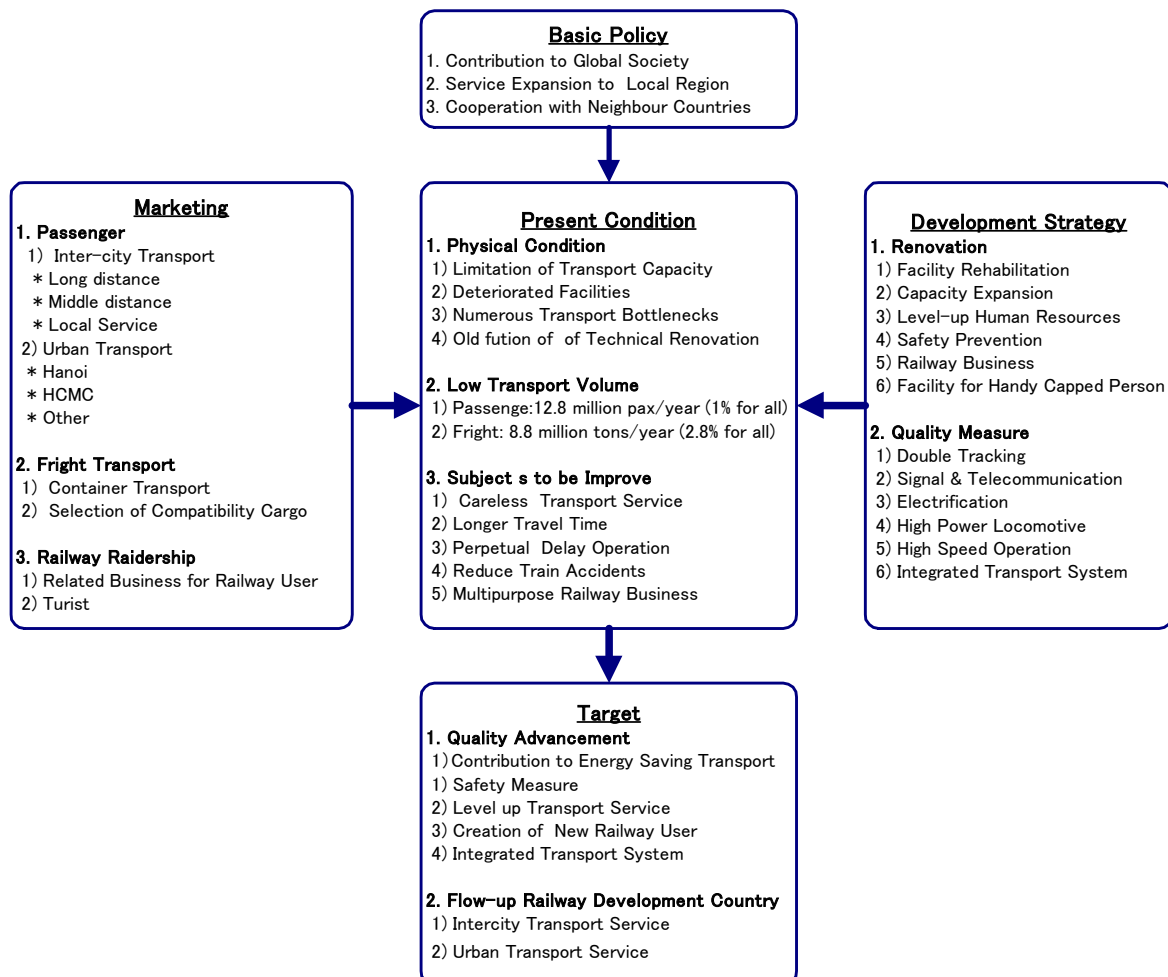 Basic Policy
1. Contribution to Global Society
2. Service Expansion to Local Region
3. Cooperation with Neighbour Countries
Marketing
1. Passenger
1) Inter-city Transport
* Long distance
* Middle distance
* Local Service
2) Urban Transport
* Hanoi
* HCMC
* Other
2. Fright Transport
1) Container Transport
2) Selection of Compatibility Cargo
3. Railway Raidership
1) Related Business for Railway User
2) Turist
Present Condition
1. Physical Condition
1) Limitation of Transport Capacity
2) Deteriorated Facilities
3) Numerous Transport Bottlenecks
4) Old fution of of Technical Renovation
2. Low Transport Volume
1) Passenge:12.8 million pax/year (1% for all)
2) Fright: 8.8 million tons/year (2.8% for all)
3. Subject s to be Improve
1) Careless Transport Service
2) Longer Travel Time
3) Perpetual Delay Operation
4) Reduce Train Accidents
5) Multipurpose Railway Business
Development Strategy
1. Renovation
1) Facility Rehabilitation
2) Capacity Expansion
3) Level-up Human Resources
4) Safety Prevention
5) Railway Business
6) Facility for Handy Capped Person
2. Quality Measure
1) Double Tracking
2) Signal & Telecommunication
3) Electrification
4) High Power Locomotive
5) High Speed Operation
6) Integrated Transport System
Target
1. Quality Advancement
1) Contribution to Energy Saving Transport
1) Safety Measure
2) Level up Transport Service
3) Creation of New Railway User
4) Integrated Transport System
2. Flow-up Railway Development Country
1) Intercity Transport Service
2) Urban Transport Service